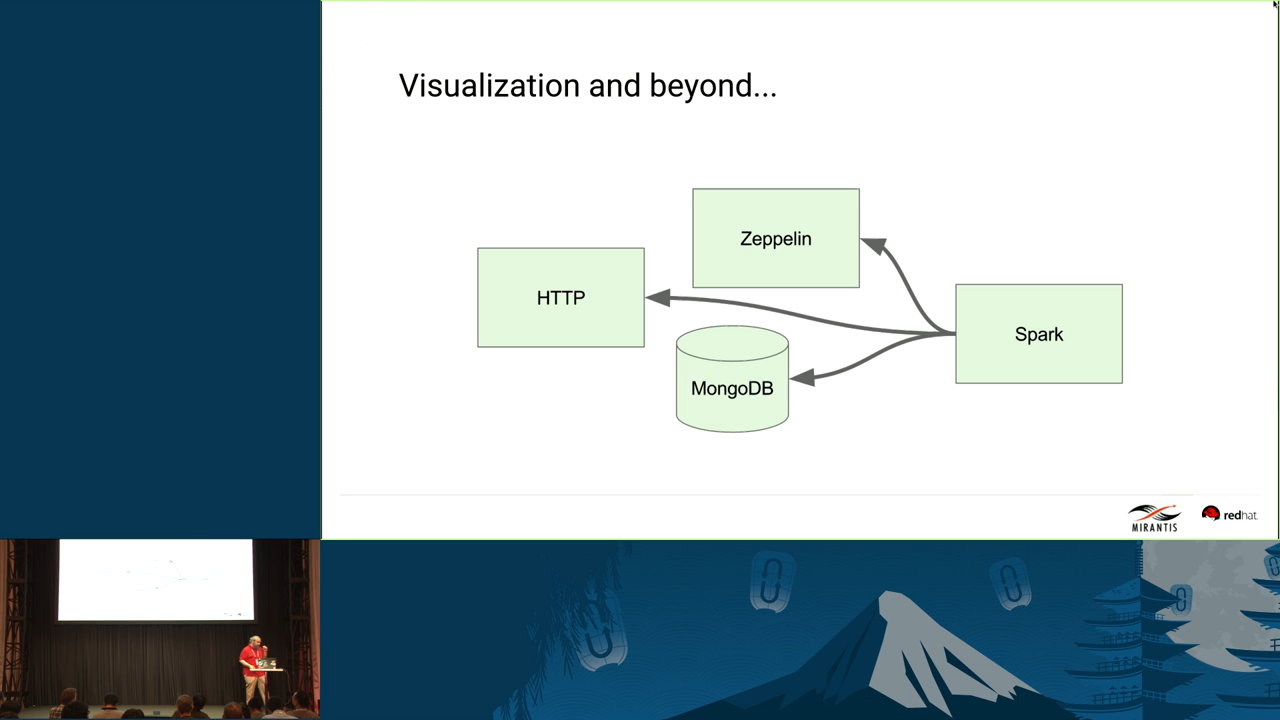 Visualization and beyond...
Zeppelin
HTTP
Spark
MongoDB
MIRANTIS
redhat.